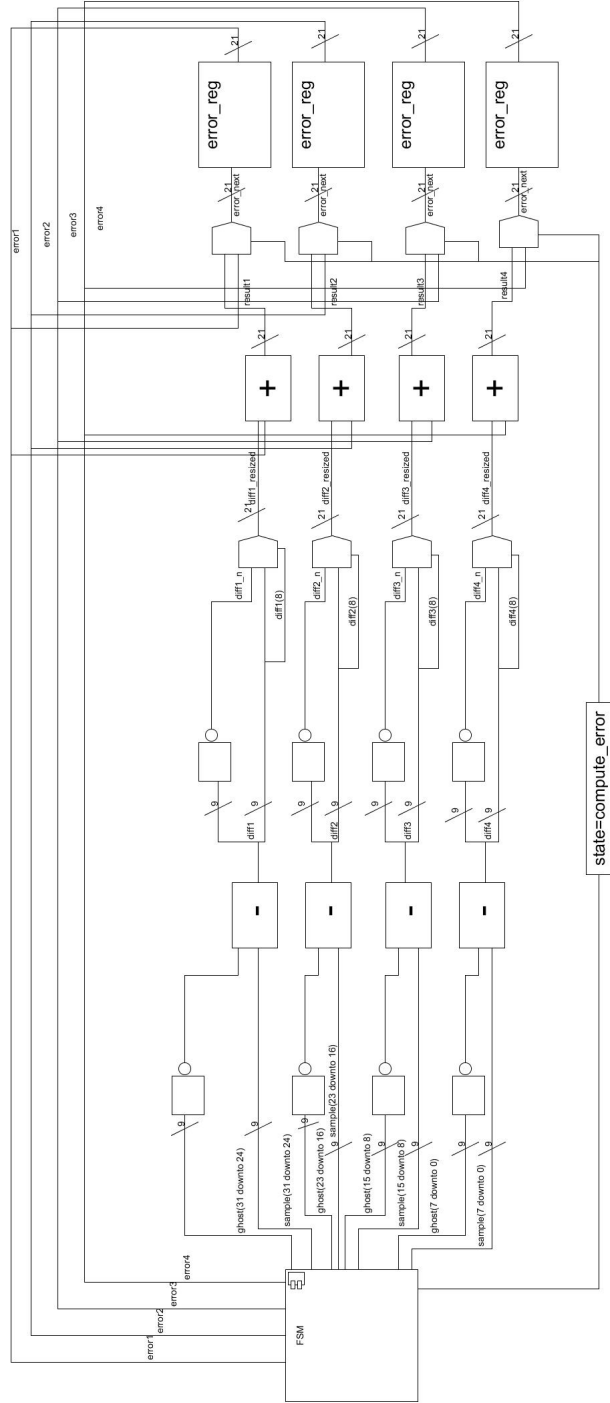 error1
error2
error3
error4
error1
error2
error3
error4
FSM
ghost(31 downto 24)
sample(31 downto 24)
ghost(23 downto 16)
sample(23 downto 16)
ghost(15 downto 8)
sample(15 downto 8)
ghost(7 downto 0)
sample(7 downto 0)
9
9
9
9
9
9
9
9
-
-
-
-
9
9
diff1
9
9
diff2
9
9
diff3
9
9
diff4
diff1_n
diff1(8)
diff2_n
diff2(8)
diff3_n
diff3(8)
diff4_n
diff4(8)
21
diff1_resized
21
diff2_resized
21
diff3_resized
21
diff4_resized
+
+
+
+
21
21
21
21
result1
result2
result3
result4
21
error_next
21
error_next
21
error_next
21
error_next
error_reg
error_reg
error_reg
error_reg
21
21
21
21
state=compute_error